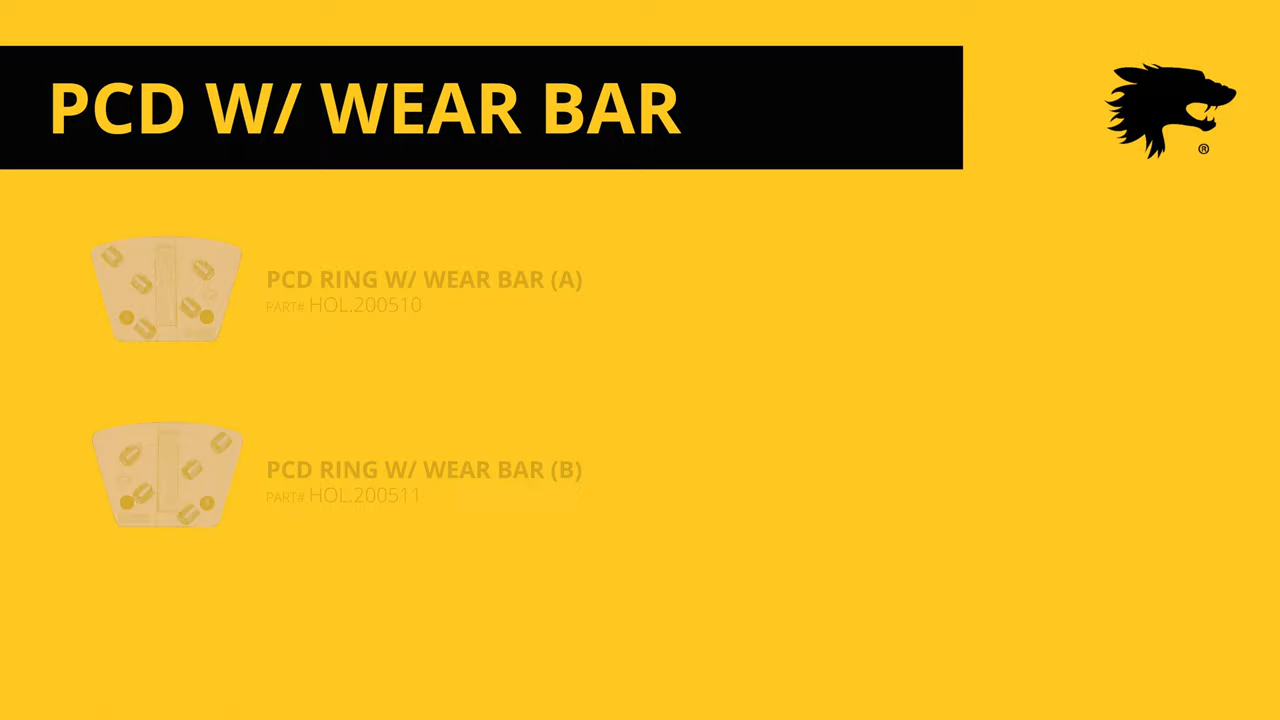 PCD W/ WEAR BAR
®
PCD RING W/ WEAR BAR (A)
PART# HOL.200510
PCD RING W/ WEAR BAR (B)
PART# HOL.200511